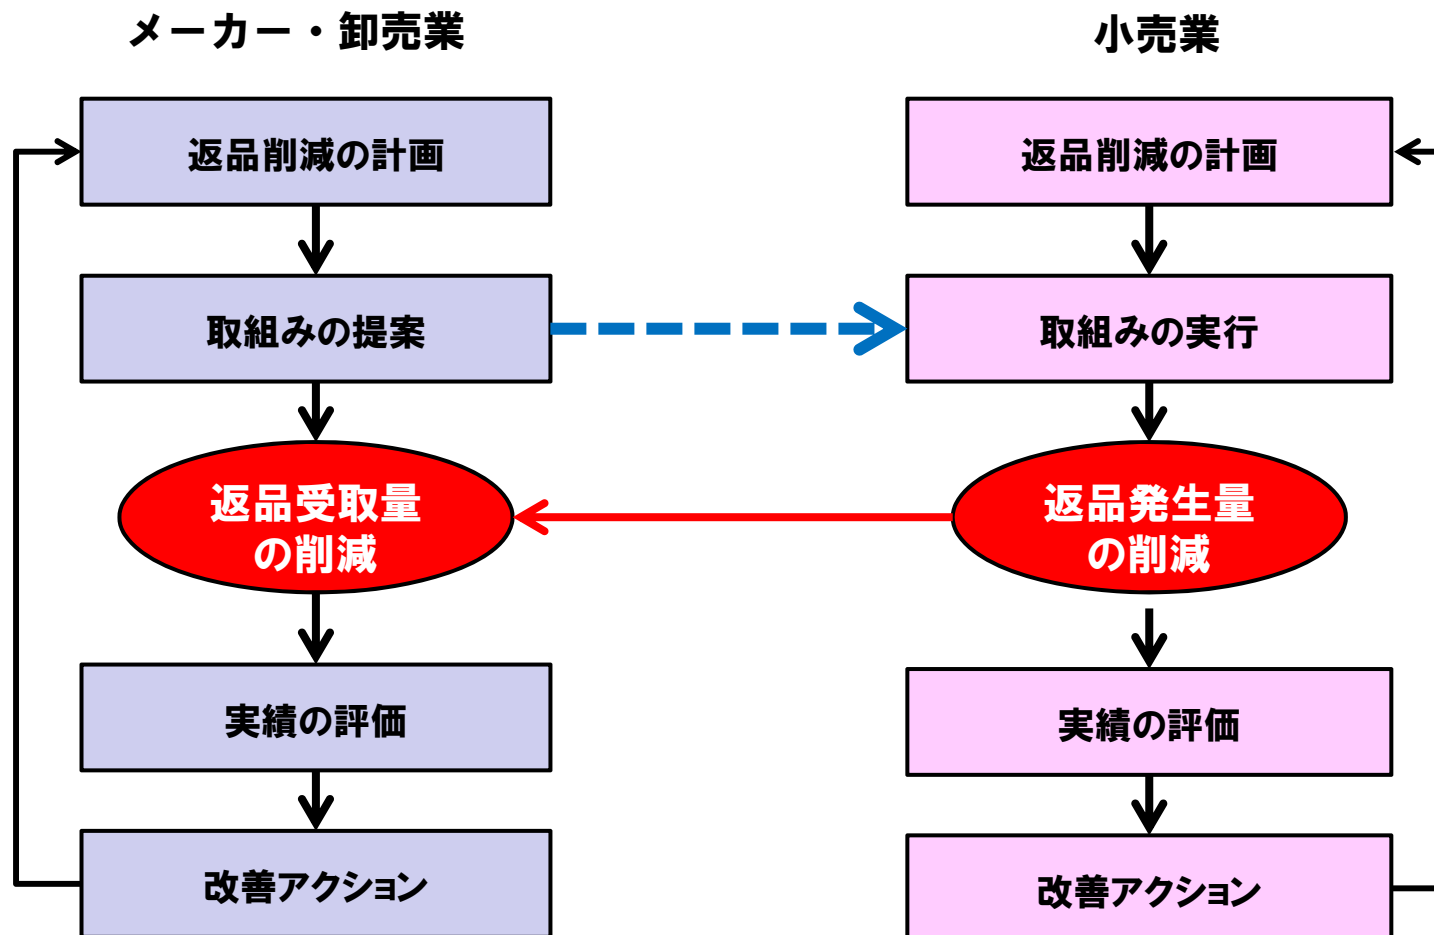 メーカー・卸売業
小売業
返品削減の計画
返品削減の計画
取組みの提案
取組みの実行
返品受取量
の削減
返品発生量
の削減
実績の評価
実績の評価
改善アクション
改善アクション